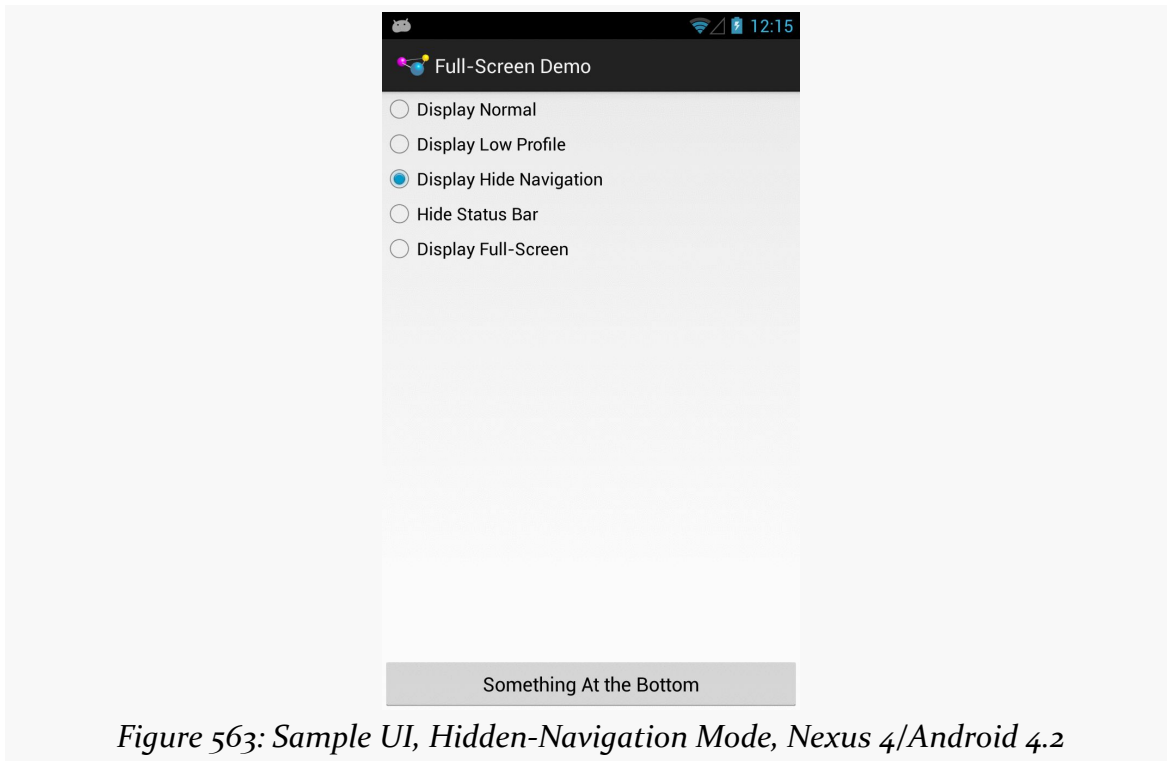 12:15
Full-Screen Demo
Display Normal
Display Low Profile
Display Hide Navigation
Hide Status Bar
Display Full-Screen
Something At the Bottom
Figure 563: Sample UI, Hidden-Navigation Mode, Nexus 4/Android 4.2